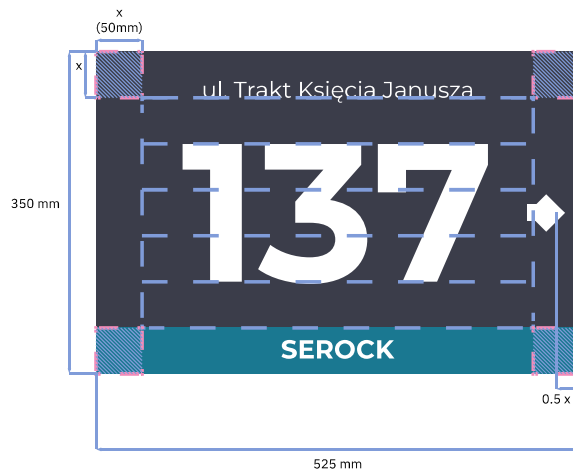 x
(50mm)
x
ul. Trakt Księcia Janusza
137
350 mm
SEROCK
0.5 x
525 mm